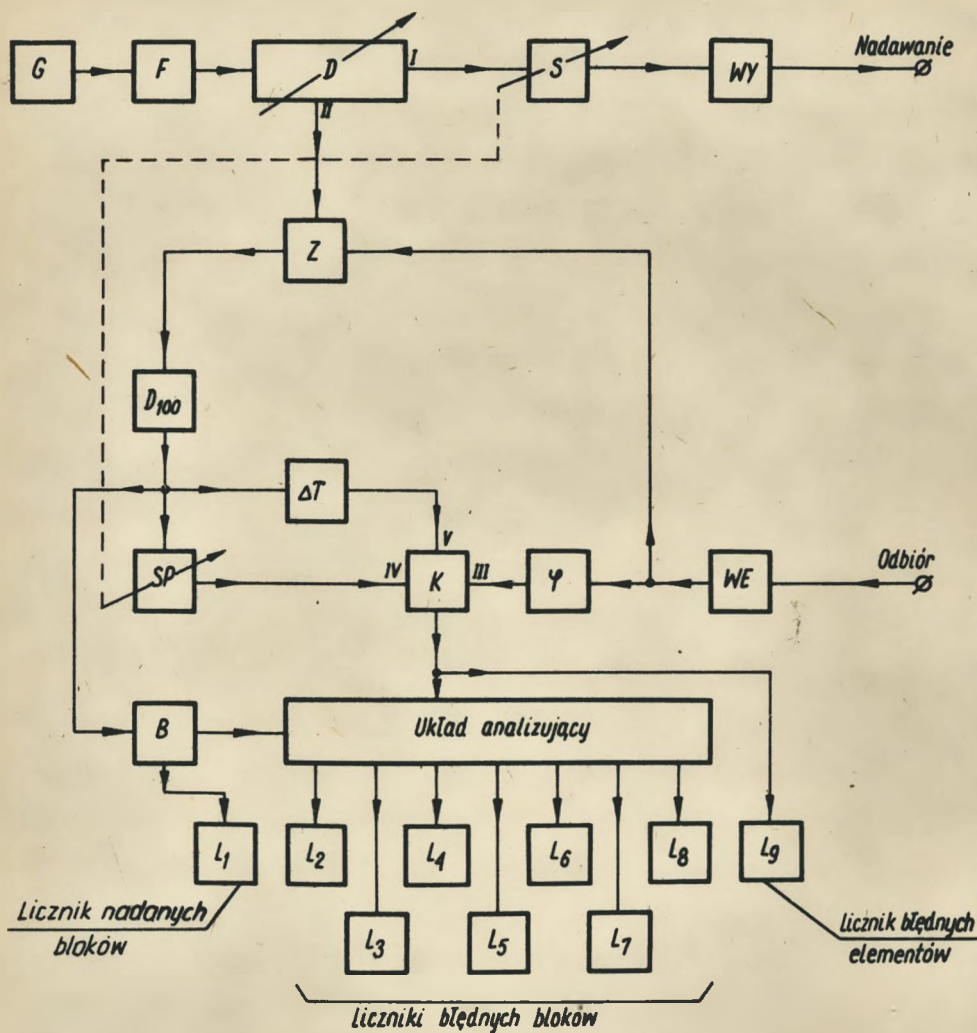 Nadawanie
G F D I S WY
II
Z
D100
ΔT
V
SP IV K III φ WE Odbiór
B Układ analizujący
L1 L2 L4 L6 L8 L9
Licznik nadanych
bloków
L3 L5 L7
licznik błędnych
elementów
liczniki błędnych bloków